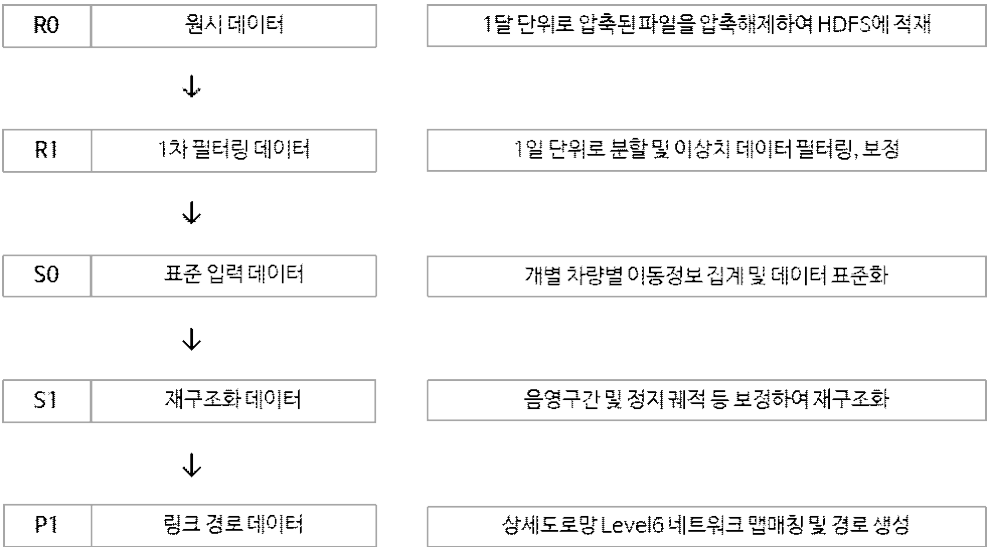 R0 원시 데이터 1달 단위로 압축된 파일을 압축해제하여 HDFS에 적재
↓
R1 1차 필터링 데이터 1일 단위로 분할 및 이상치 데이터 필터링, 보정
↓
S0 표준 입력 데이터 개별 차량별 이동정보 집계 및 데이터 표준화
↓
S1 재구조화 데이터 음영구간 및 정지 궤적 등 보정하여 재구조화
↓
P1 링크 경로 데이터 상세도로망 Level6 네트워크 맵매칭 및 경로 생성